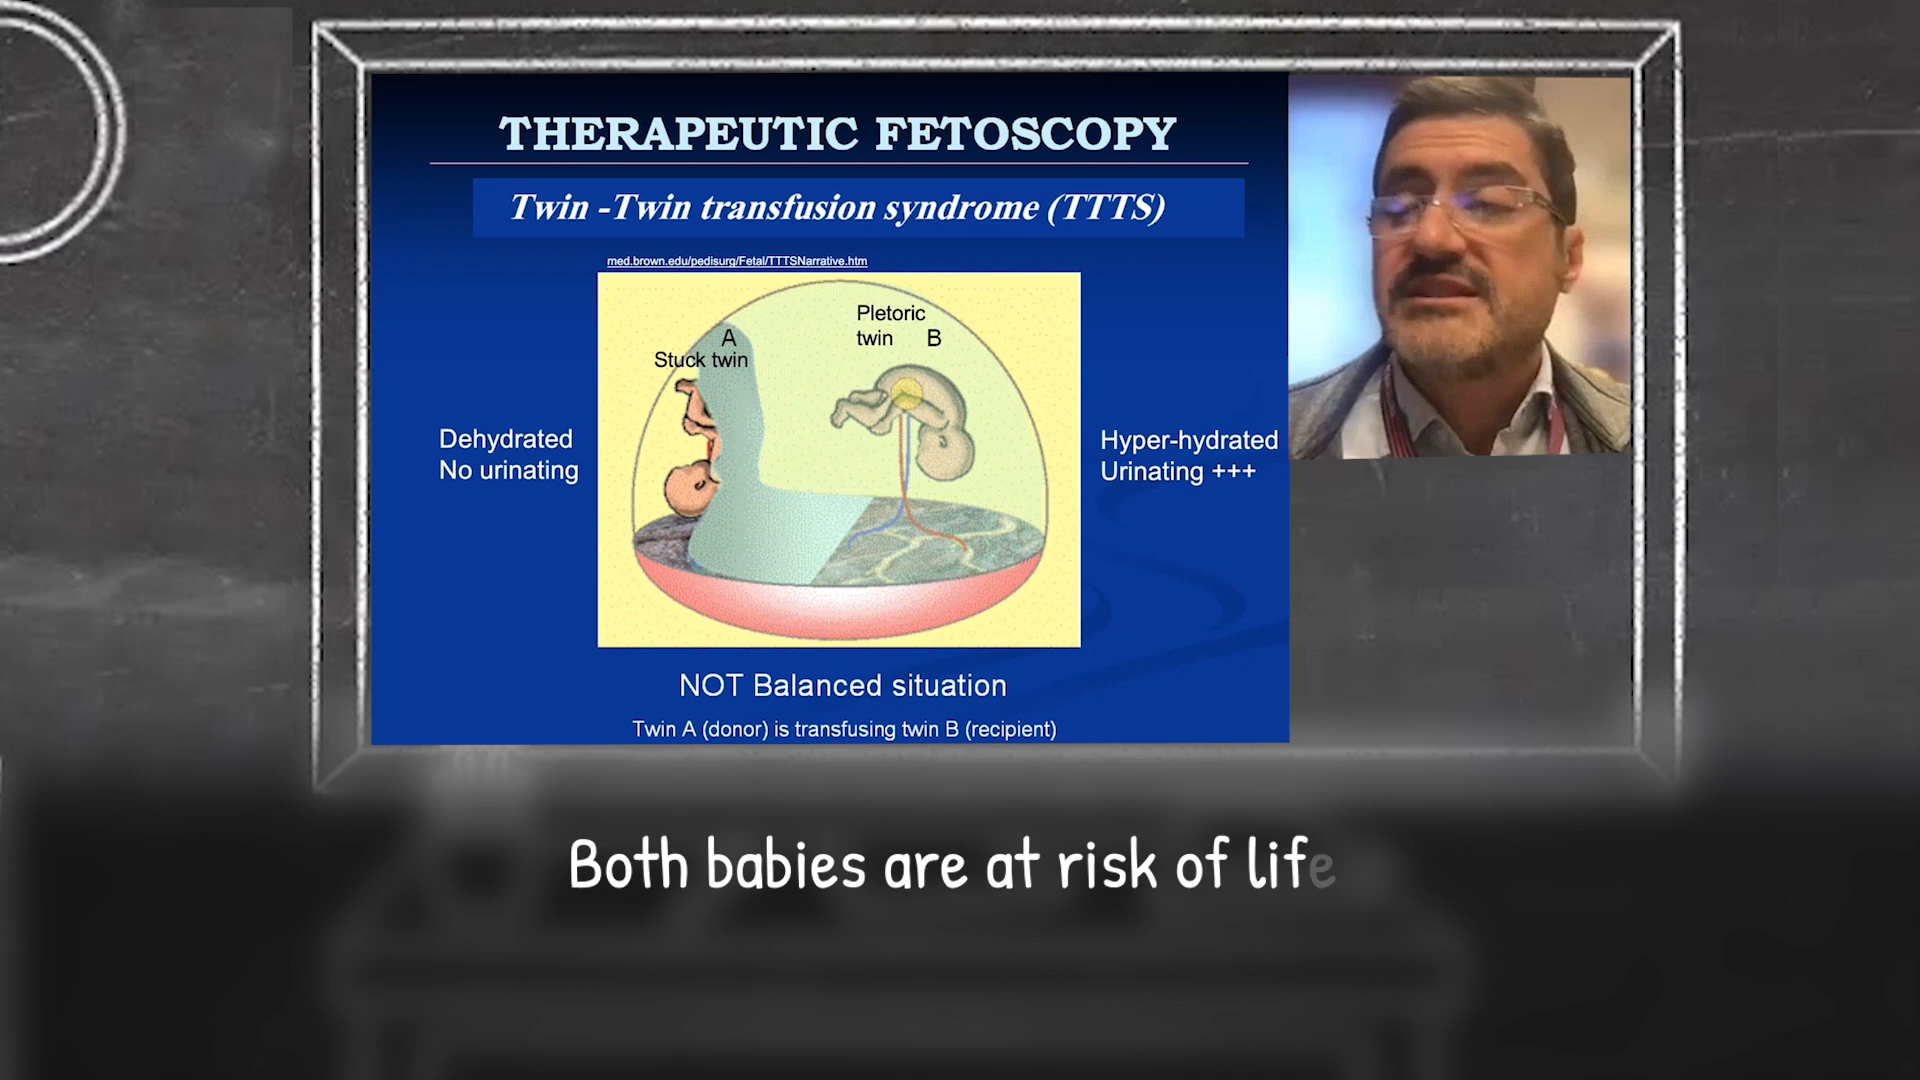 THERAPEUTIC FETOSCOPY
Twin -Twin transfusion syndrome (TTTS)
med.brown.edu/pedisurg/Fetal/TTTSNarrative.htm
Pletoric
twin B
A
Stuck twin
Dehydrated
No urinating
Hyper-hydrated
Urinating +++
NOT Balanced situation
Twin A (donor) is transfusing twin B (recipient)
Both babies are at risk of life